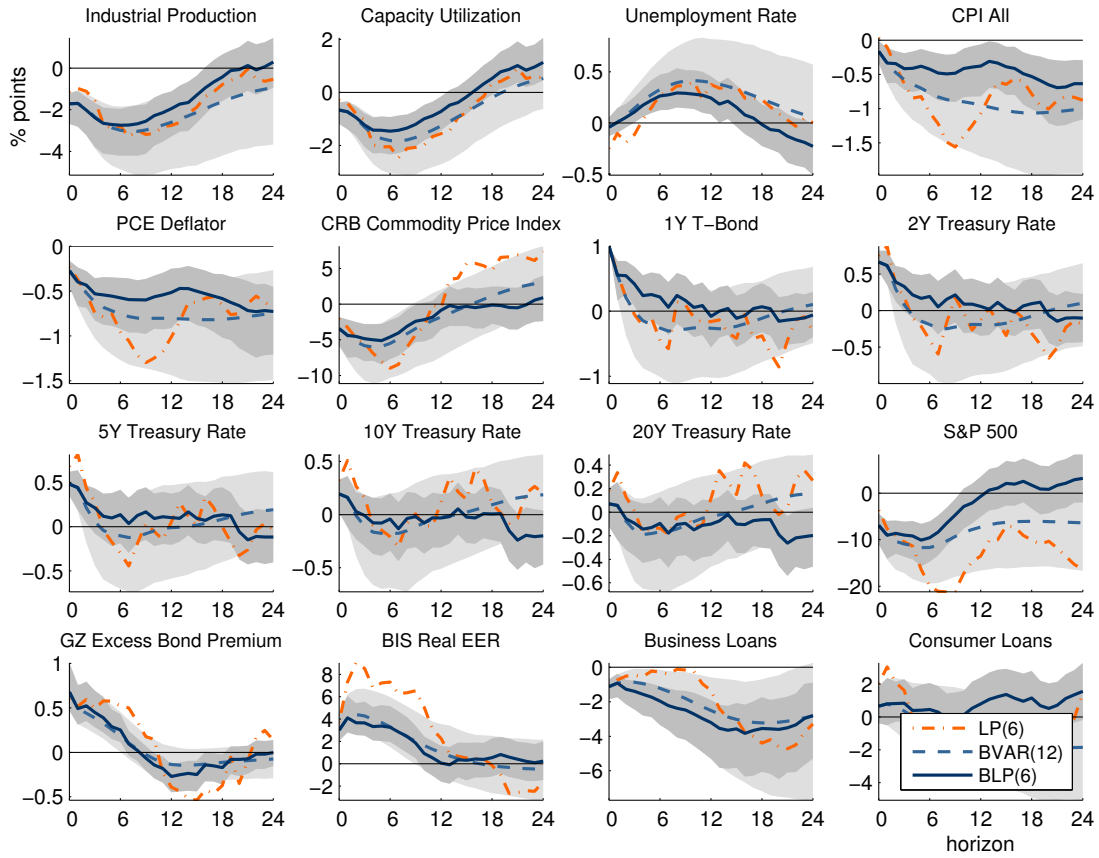 Industrial Production
Capacity Utilization
Unemployment Rate
CPI All
% points
0
−2
−4
0 6 12 18 24
2
0
−2
0 6 12 18 24
0.5
0
−0.5
0 6 12 18 24
0
−0.5
−1
−1.5
0 6 12 18 24
PCE Deflator
CRB Commodity Price Index
1Y T−Bond
2Y Treasury Rate
0
−0.5
−1
−1.5
0 6 12 18 24
5
0
−5
−10
0 6 12 18 24
1
0
−1
0 6 12 18 24
0.5
0
−0.5
0 6 12 18 24
5Y Treasury Rate
10Y Treasury Rate
20Y Treasury Rate
S&P 500
0.5
0
−0.5
0 6 12 18 24
0.5
0
−0.5
0 6 12 18 24
0.4
0.2
0
−0.2
−0.4
−0.6
0 6 12 18 24
0
−10
−20
0 6 12 18 24
GZ Excess Bond Premium
BIS Real EER
Business Loans
Consumer Loans
1
0.5
0
−0.5
0 6 12 18 24
8
6
4
2
0
−2
0 6 12 18 24
0
−2
−4
−6
0 6 12 18 24
2
0
−2
−4
0 6 12 18 24
LP(6)
BVAR(12)
BLP(6)
horizon